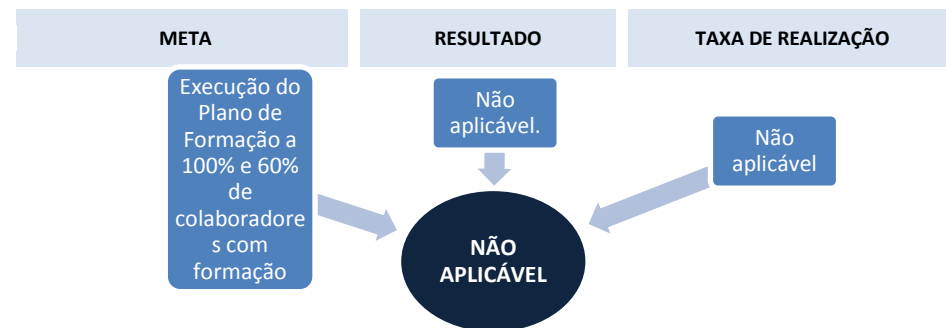 META
RESULTADO
TAXA DE REALIZAÇÃO
Execução do
Plano de
Formação a
100% e 60%
de
colaboradore
s com
formação
Não
aplicável.
Não
aplicável
NÃO
APLICÁVEL